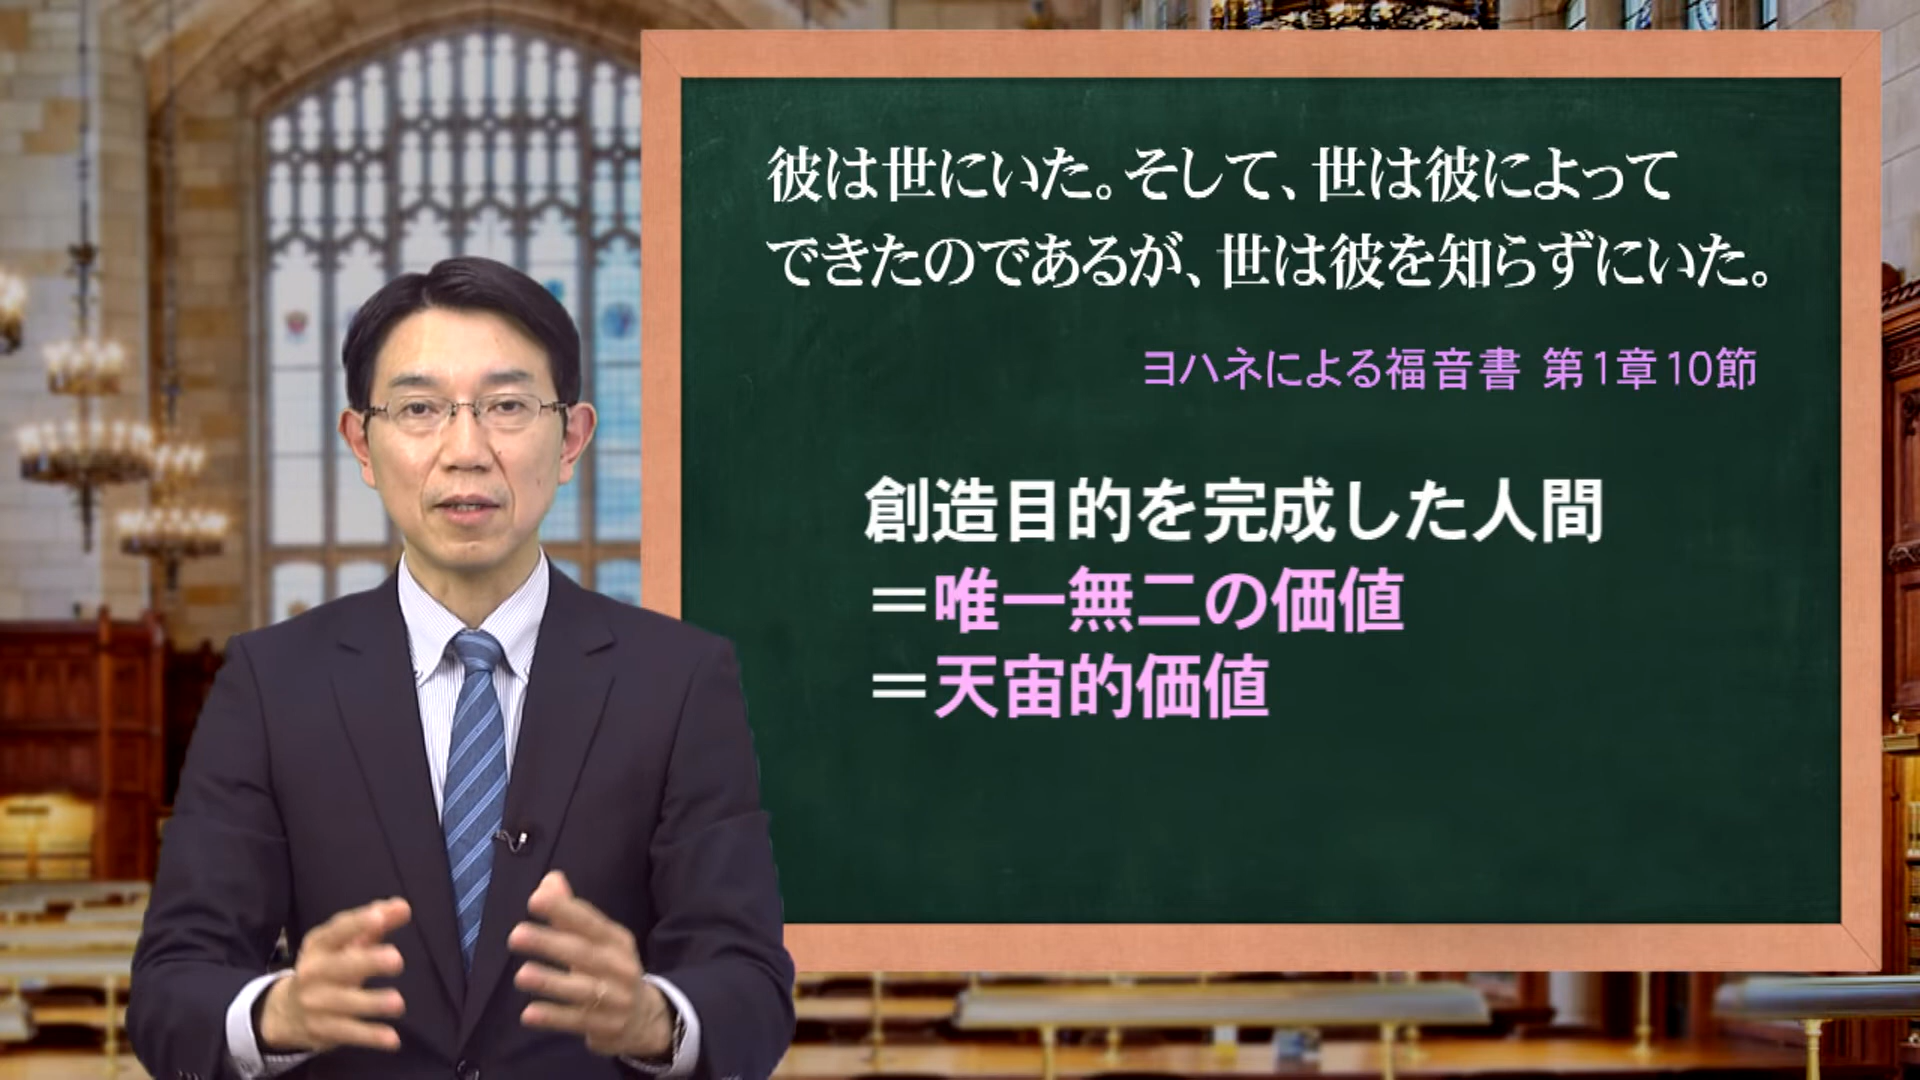 彼は世にいた。そして、世は彼によって
できたのであるが、世は彼を知らずにいた。
ヨハネによる福音書 第1章10節
創造目的を完成した人間
＝唯一無二の価値
＝天宙的価値